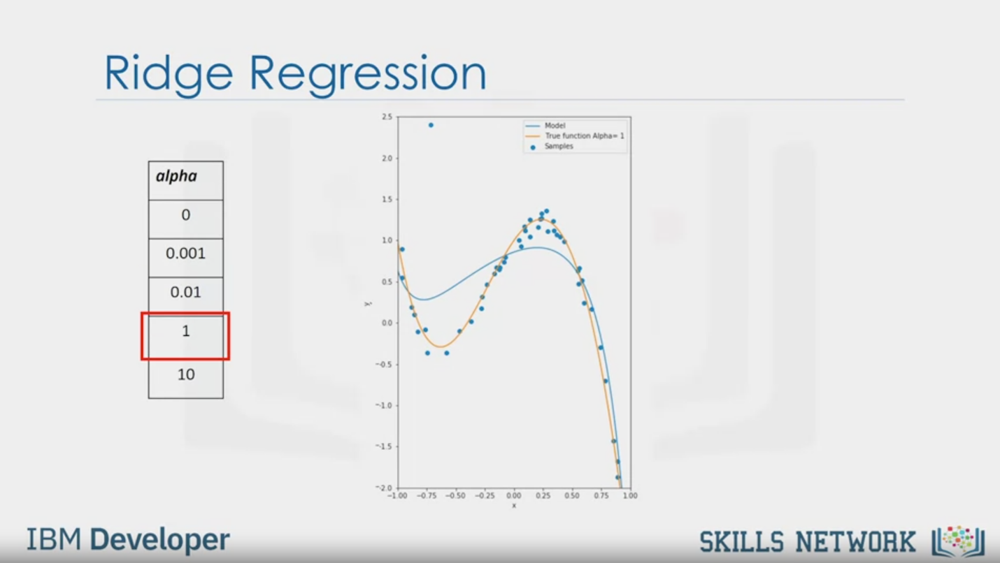 Ridge Regression
alpha
0
0.001
0.01
1
10
2.5
2.0
1.5
1.0
0.5
0.0
−0.5
−1.0
−1.5
−2.0
y
−1.00 −0.75 −0.50 −0.25 0.00 0.25 0.50 0.75 1.00
x
Model
True function Alpha= 1
Samples
IBM Developer
SKILLS NETWORK